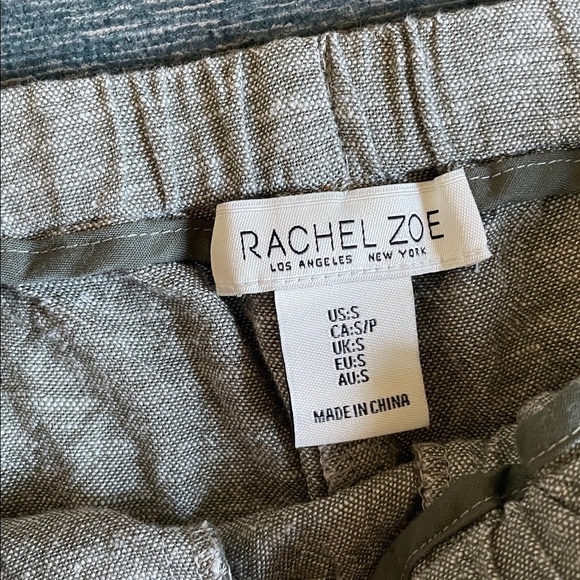 RACHEL ZOE
LOS ANGELES NEW YORK
US:S
CA:S/P
UK:S
EU:S
AU:S
MADE IN CHINA